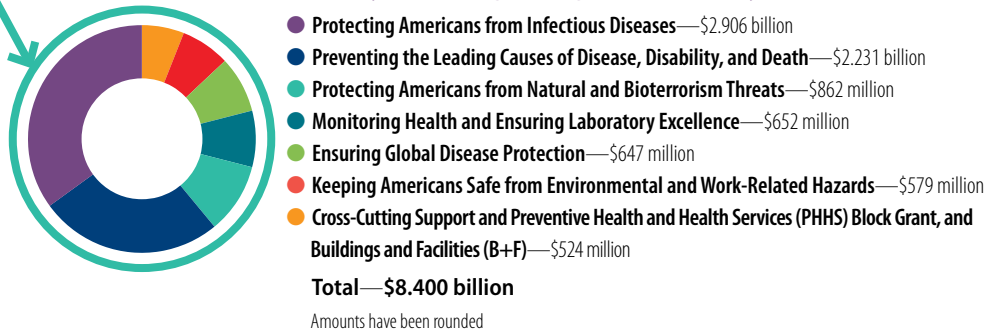 Protecting Americans from Infectious Diseases—$2.906 billion
Preventing the Leading Causes of Disease, Disability, and Death—$2.231 billion
Protecting Americans from Natural and Bioterrorism Threats—$862 million
Monitoring Health and Ensuring Laboratory Excellence—$652 million
Ensuring Global Disease Protection—$647 million
Keeping Americans Safe from Environmental and Work-Related Hazards—$579 million
Cross-Cutting Support and Preventive Health and Health Services (PHHS) Block Grant, and
Buildings and Facilities (B+F)—$524 million
Total—$8.400 billion
Amounts have been rounded